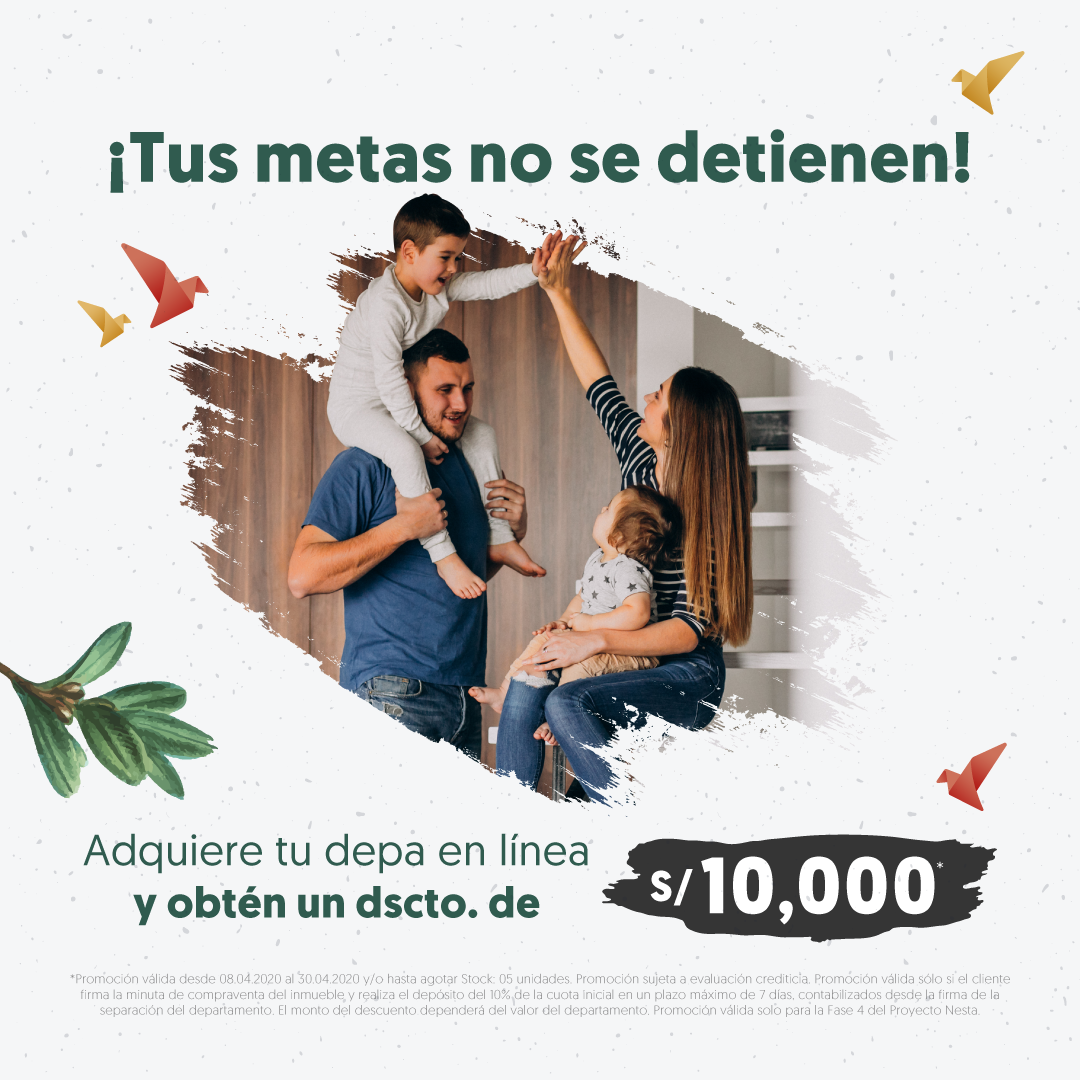 ¡Tus metas no se detienen!
Adquiere tu depa en línea
y obtén un dscto. de
S/10,000*
*Promoción válida desde 08.04.2020 al 30.04.2020 y/o hasta agotar Stock: 05 unidades. Promoción sujeta a evaluación crediticia. Promoción válida sólo si el cliente
firma la minuta de compraventa del inmueble y realiza el depósito del 10% de la cuota inicial en un plazo máximo de 7 días, contabilizados desde la firma de la
separación del departamento. El monto del descuento dependerá del valor del departamento. Promoción válida solo para la Fase 4 del Proyecto Nesta.